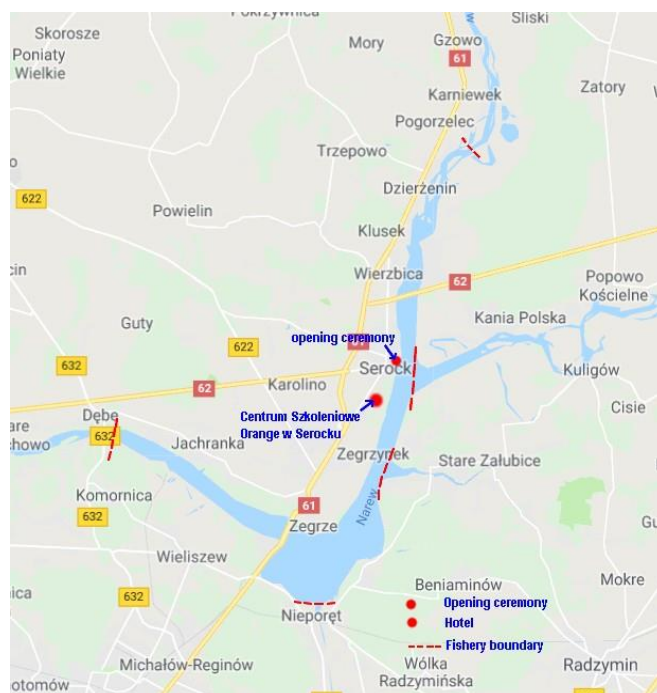 Skorosze
Poniaty
Wielkie
Mory
Gzowo
Sliski
61
Karniewek
Zatory
Pogorzelec
Trzepowo
622
Dzierżenin
Powielin
Klusek
Wierzbica
62
Popowo
Kościelne
Guty
Kania Polska
opening ceremony
622
Serock
632
Karolino
Kuligów
62
Cisie
Dębe
Centrum Szkoleniowe
Orange w Serocku
632
Jachranka
Zegrzynek
Stare Załubice
Komornica
61
Narew
632
Zegrze
Wieliszew
Mokre
632
Beniaminów
Opening ceremony
Nieporęt
Hotel
Fishery boundary
Michałów-Reginów
Wólka
Radzymińska
Radzymin